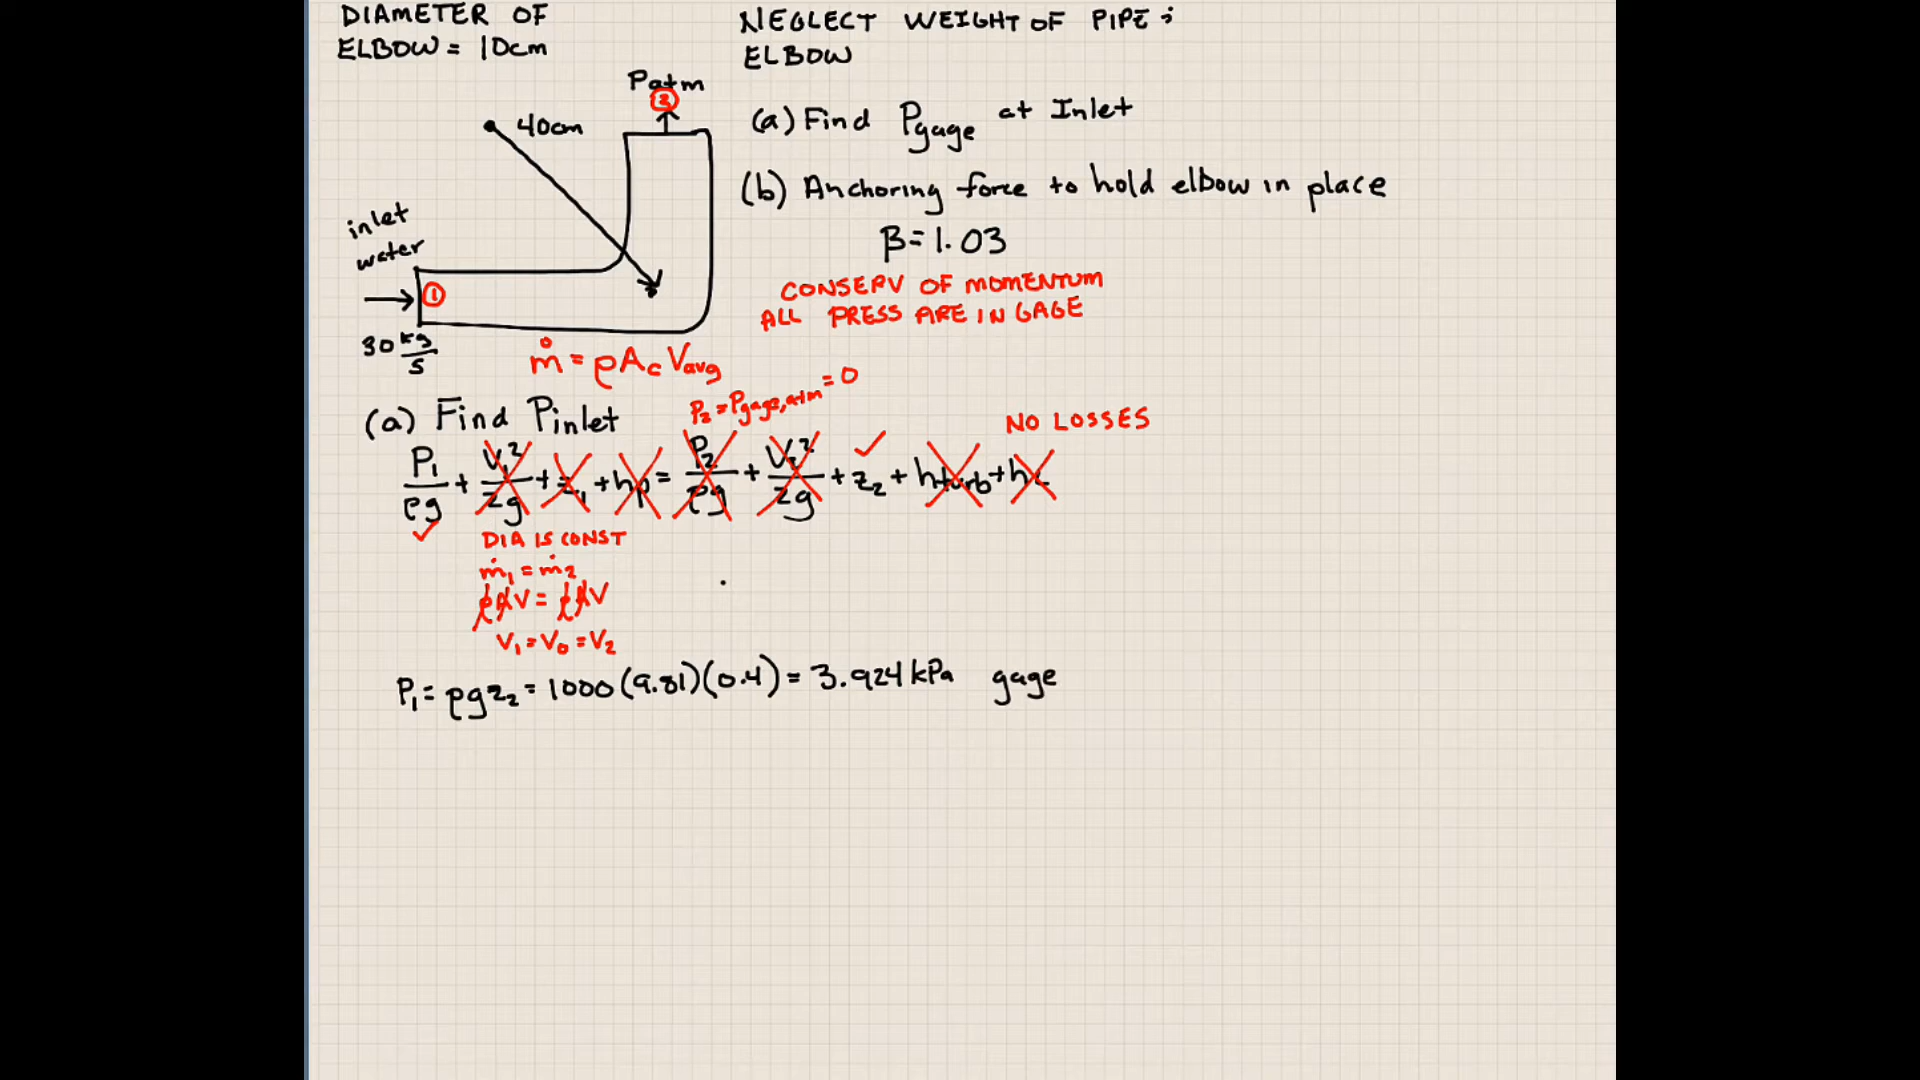 DIAMETER OF
ELBOW = 10cm
NEGLECT WEIGHT OF PIPE ;
ELBOW
Patm
2
40cm
(a) Find Pgage at Inlet
(b) Anchoring force to hold elbow in place
β = 1.03
inlet
water
1
30 kg/s
CONSERV OF MOMENTUM
ALL PRESS ARE IN GAGE
ṁ = ρ Ac Vavg
(a) Find Pinlet
P₂ = Pgage,atm = 0
NO LOSSES
P₁/ρg + V₁²/2g + z₁ + hp = P₂/ρg + V₂²/2g + z₂ + hturb + hL
DIA IS CONST
ṁ₁ = ṁ₂
ρAV = ρAV
V₁ = V₀ = V₂
P₁ = ρgz₂ = 1000 (9.81)(0.4) = 3.924 kPa gage